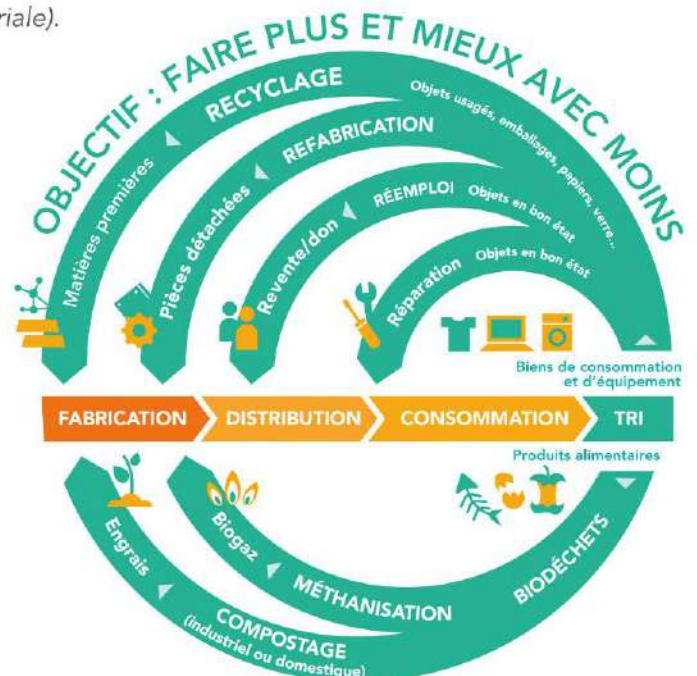 riale).
OBJECTIF : FAIRE PLUS ET MIEUX AVEC MOINS
RECYCLAGE
Objets usagés, emballages, papiers, verre...
Matières premières
REFABRICATION
Pièces détachées
RÉEMPLOI
Objets en bon état
Revente/don
Réparation
Objets en bon état
Biens de consommation
et d'équipement
FABRICATION
DISTRIBUTION
CONSOMMATION
TRI
Produits alimentaires
Engrais
Biogaz
MÉTHANISATION
BIODÉCHETS
COMPOSTAGE
(industriel ou domestique)